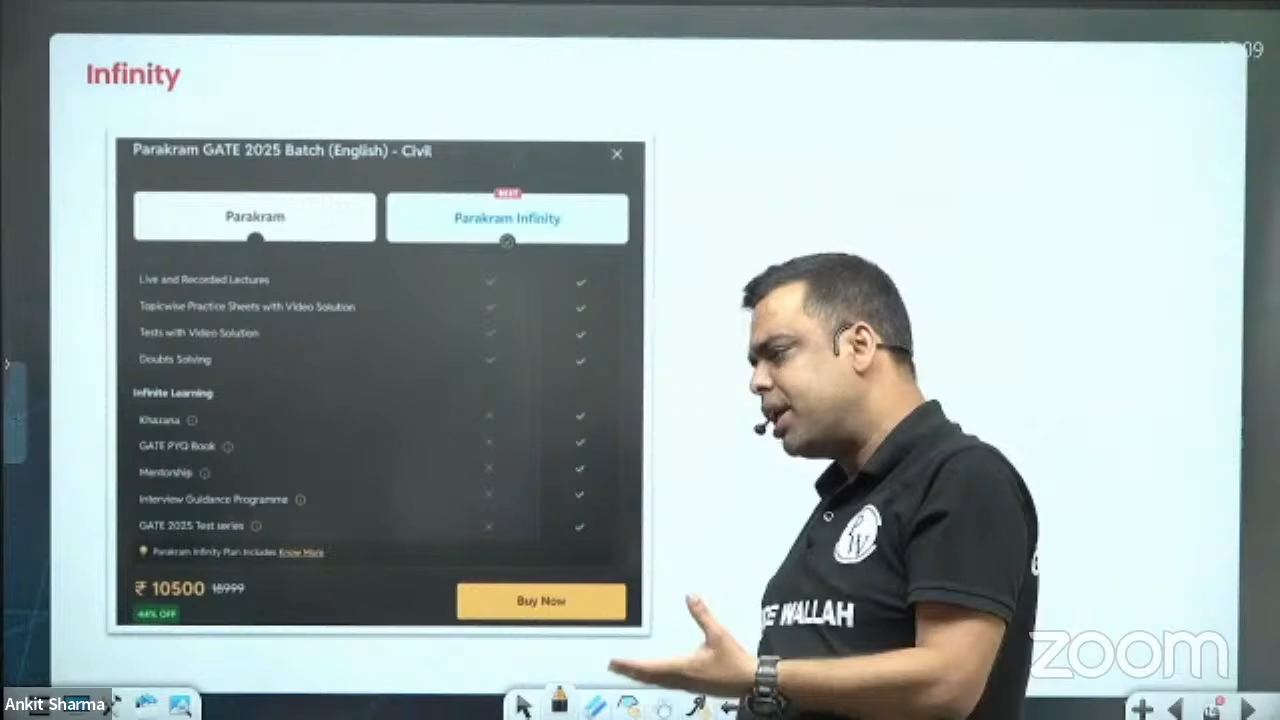 Infinity
Parakram GATE 2025 Batch (English) - Civil
BEST
Parakram
Parakram Infinity
Live and Recorded Lectures
Topicwise Practice Sheets with Video Solution
Tests with Video Solution
Doubts Solving
Infinite Learning
Khazana
GATE PYQ Book
Mentorship
Interview Guidance Programme
GATE 2025 Test series
Parakram Infinity Plan Includes Know More
₹ 10500 18999
44% OFF
Buy Now
PW
WALLAH
zoom
Ankit Sharma